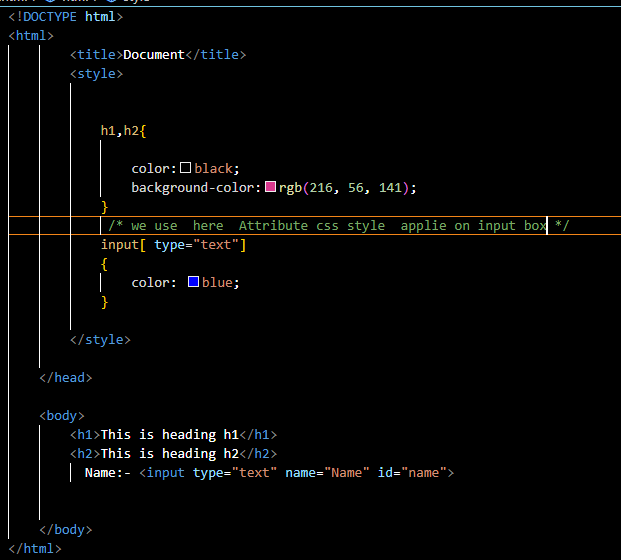 <!DOCTYPE html>
<html>
<title>Document</title>
<style>
h1,h2{
color: black;
background-color: rgb(216, 56, 141);
}
/* we use  here  Attribute css style  applie on input box */
input[ type="text"]
{
color:  blue;
}
</style>
</head>
<body>
<h1>This is heading h1</h1>
<h2>This is heading h2</h2>
Name:- <input type="text" name="Name" id="name">
</body>
</html>